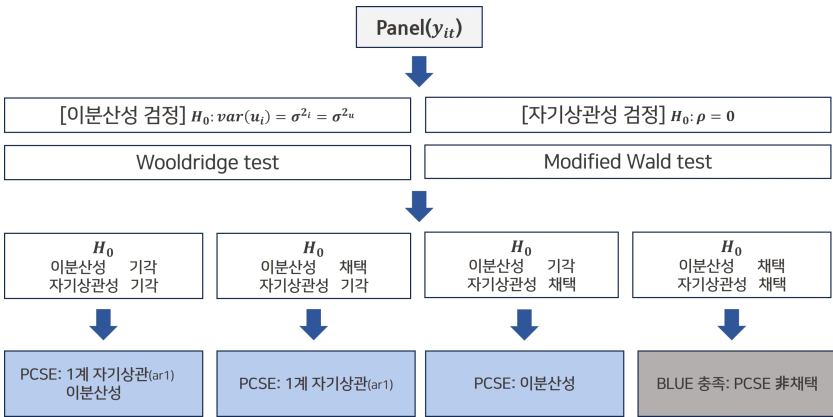 Panel(y_it)
[이분산성 검정] H₀: var(u_i) = σ²ⁱ = σ²ᵘ
[자기상관성 검정] H₀: ρ = 0
Wooldridge test
Modified Wald test
H₀
이분산성 기각
자기상관성 기각
H₀
이분산성 채택
자기상관성 기각
H₀
이분산성 기각
자기상관성 채택
H₀
이분산성 채택
자기상관성 채택
PCSE: 1계 자기상관(ar1)
이분산성
PCSE: 1계 자기상관(ar1)
PCSE: 이분산성
BLUE 충족: PCSE 非채택